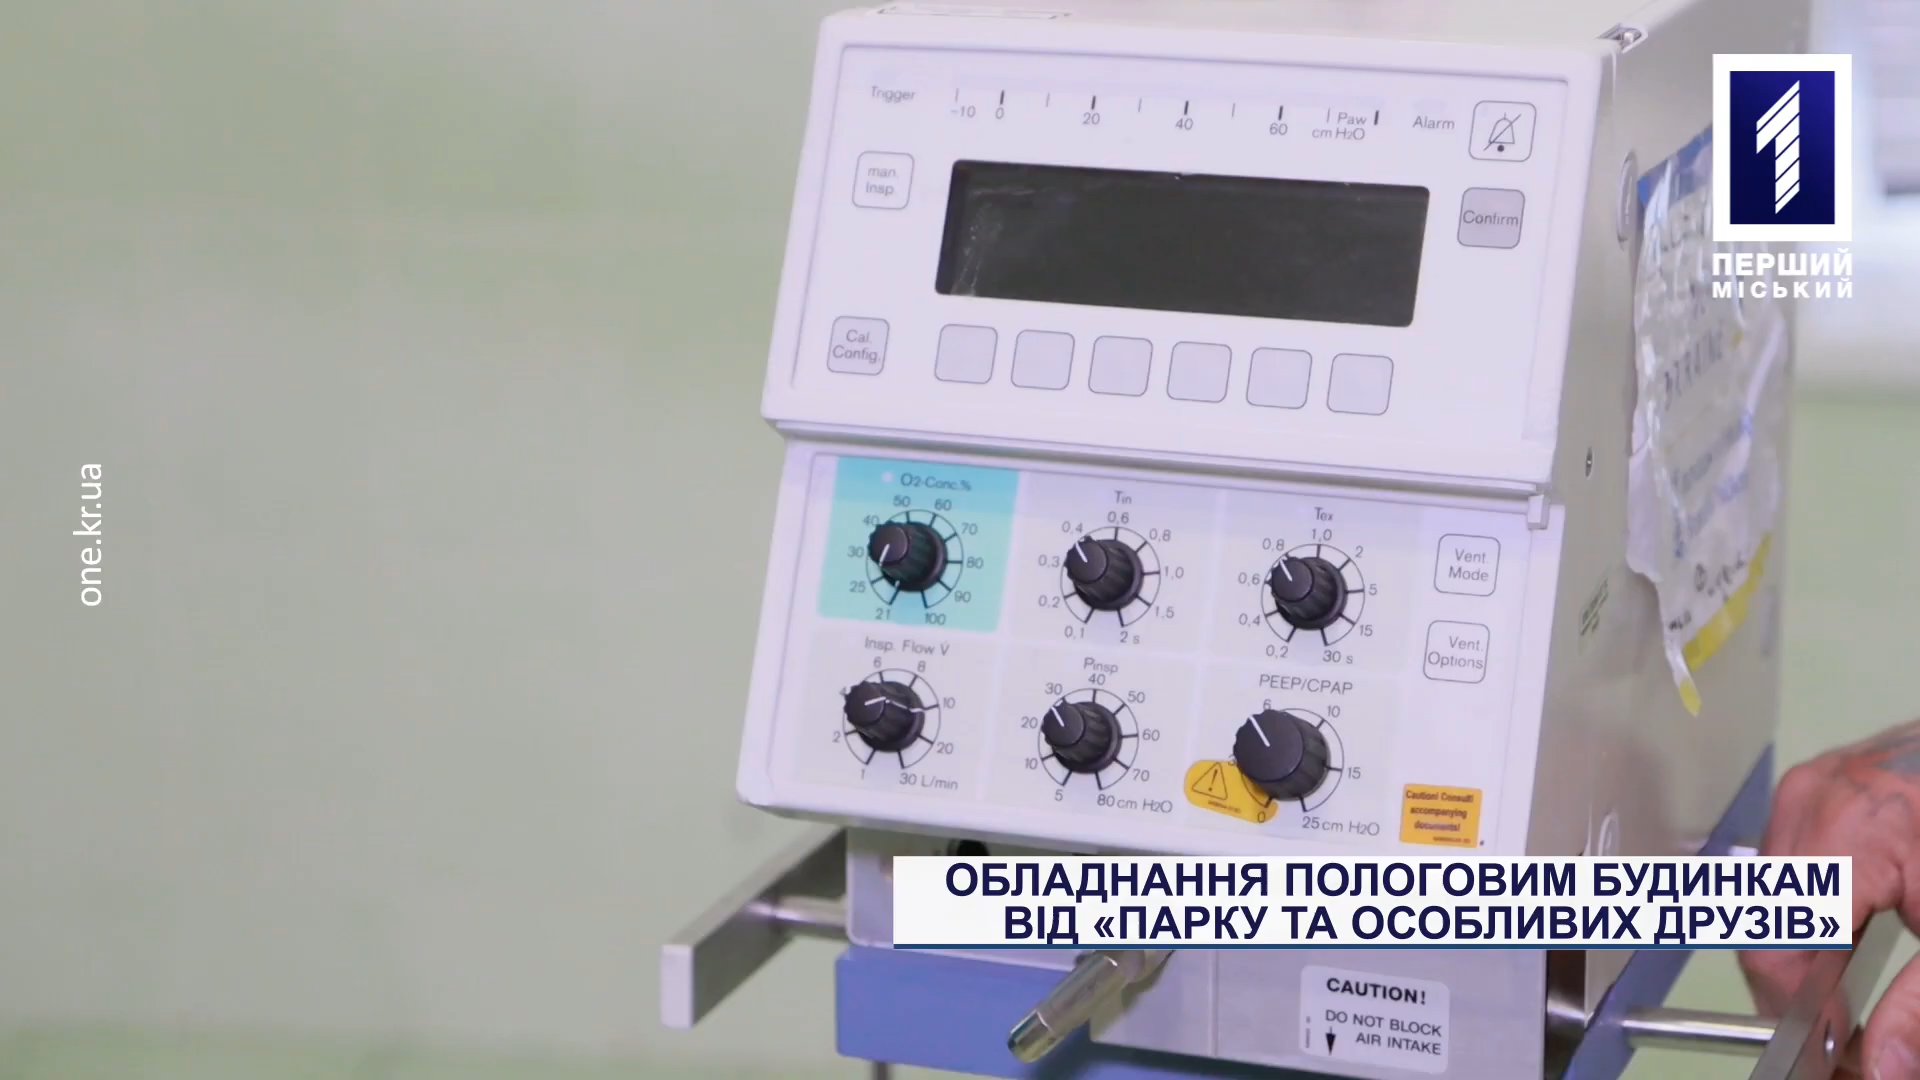 Trigger
-10 0 20 40 60 Paw
cm H2O
Alarm
man.
Insp.
Confirm
Cal.
Config.
O2-Conc.%
21 25 30 40 50 60 70 80 90 100
Tin
0,1 0,2 0,3 0,4 0,6 0,8 1,0 1,5 2 s
Tex
0,2 0,4 0,6 0,8 1,0 2 5 15 30 s
Vent.
Mode
Vent.
Options
Insp. Flow V̇
1 2 4 6 8 10 20 30 L/min
Pinsp
5 10 20 30 40 50 60 70 80 cm H2O
PEEP/CPAP
0 3 6 10 15 25 cm H2O
Caution! Consult
accompanying
documents!
CAUTION!
DO NOT BLOCK
AIR INTAKE
1
ПЕРШИЙ
МІСЬКИЙ
one.kr.ua
ОБЛАДНАННЯ ПОЛОГОВИМ БУДИНКАМ
ВІД «ПАРКУ ТА ОСОБЛИВИХ ДРУЗІВ»